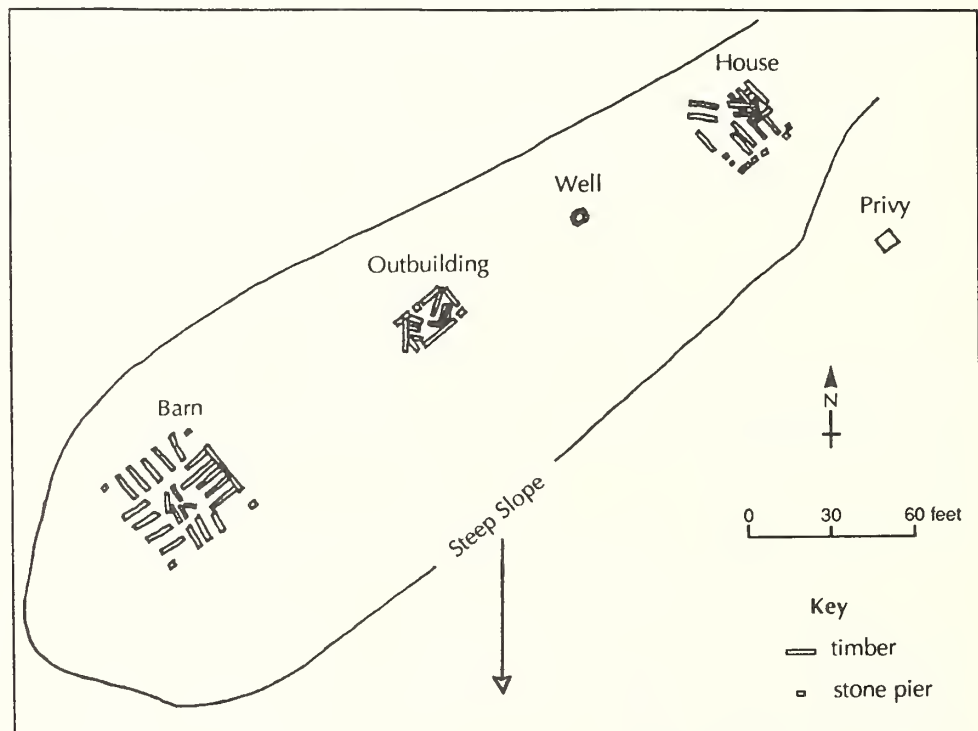 House
Well
Privy
Outbuilding
Barn
N
Steep Slope
0 30 60 feet
Key
timber
stone pier